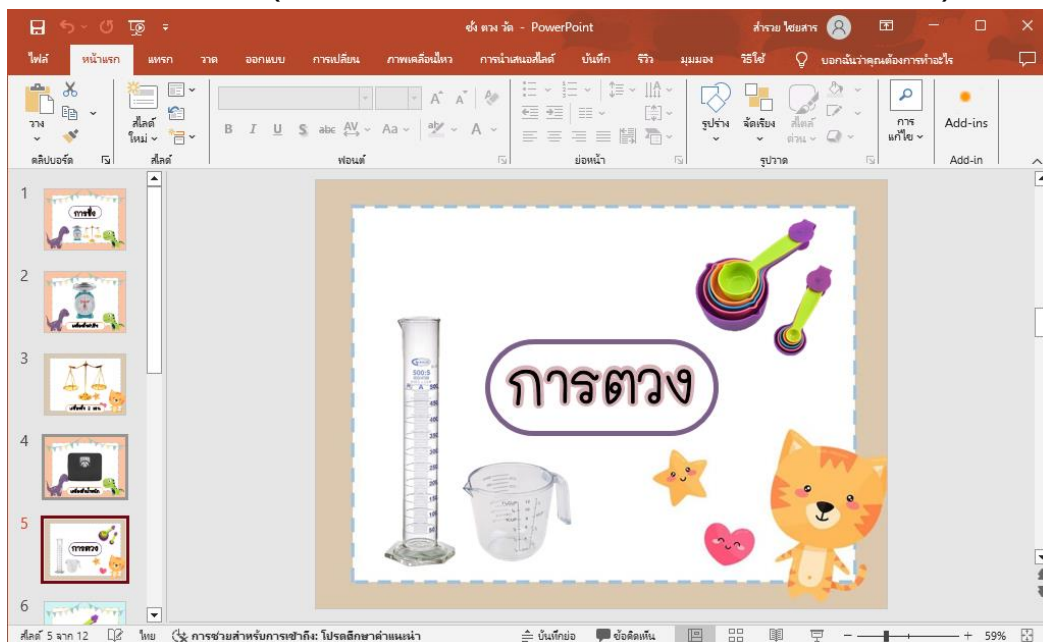 ชั่ง ตวง วัด - PowerPoint
สำรวย ไชยสาร
ไฟล์ หน้าแรก แทรก วาด ออกแบบ การเปลี่ยน ภาพเคลื่อนไหว การนำเสนอสไลด์ บันทึก รีวิว มุมมอง วิธีใช้ บอกฉันว่าคุณต้องการทำอะไร
วาง
สไลด์ใหม่
B I U S abc AV Aa A
รูปร่าง จัดเรียง สไตล์ด่วน
การแก้ไข
Add-ins
คลิปบอร์ด สไลด์ ฟอนต์ ย่อหน้า รูปวาด Add-in
1
การชั่ง
2
3
4
5
การตวง
6
การตวง
500:5
A
สไลด์ 5 จาก 12 ไทย การช่วยสำหรับการเข้าถึง: โปรดศึกษาคำแนะนำ บันทึกย่อ ข้อคิดเห็น 59%